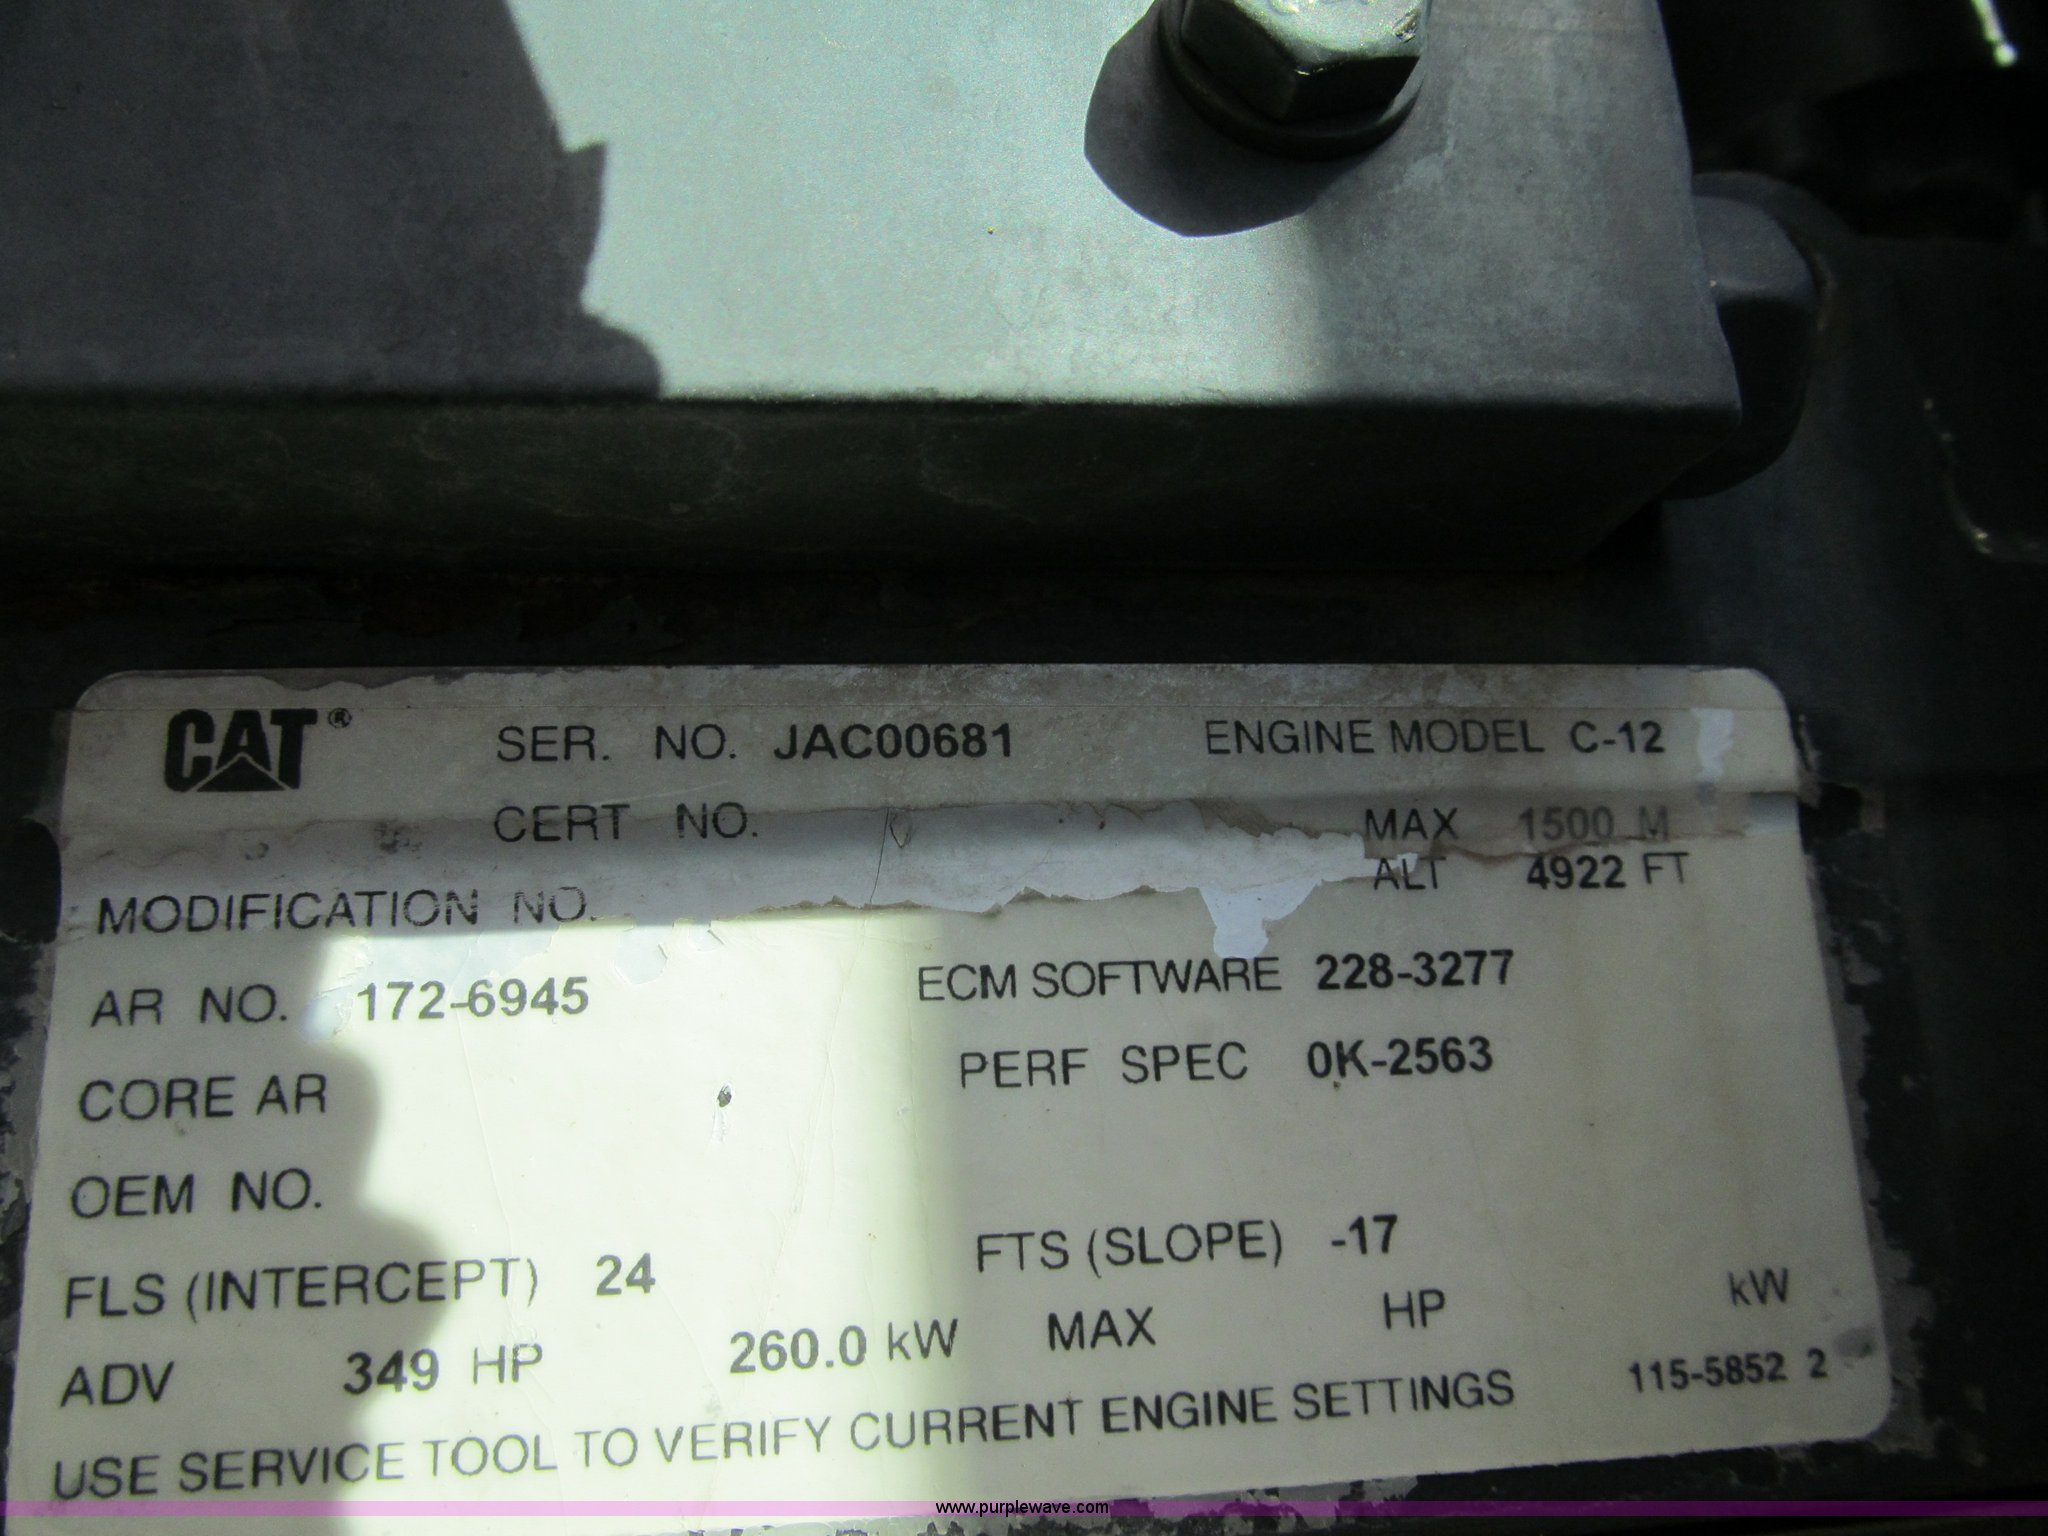 CAT® SER. NO. JAC00681 ENGINE MODEL C-12
CERT NO. MAX 1500 M
ALT 4922 FT
MODIFICATION NO.
AR NO. 172-6945 ECM SOFTWARE 228-3277
CORE AR PERF SPEC 0K-2563
OEM NO.
FLS (INTERCEPT) 24 FTS (SLOPE) -17
ADV 349 HP 260.0 kW MAX HP kW
USE SERVICE TOOL TO VERIFY CURRENT ENGINE SETTINGS 115-5852 2
www.purplewave.com